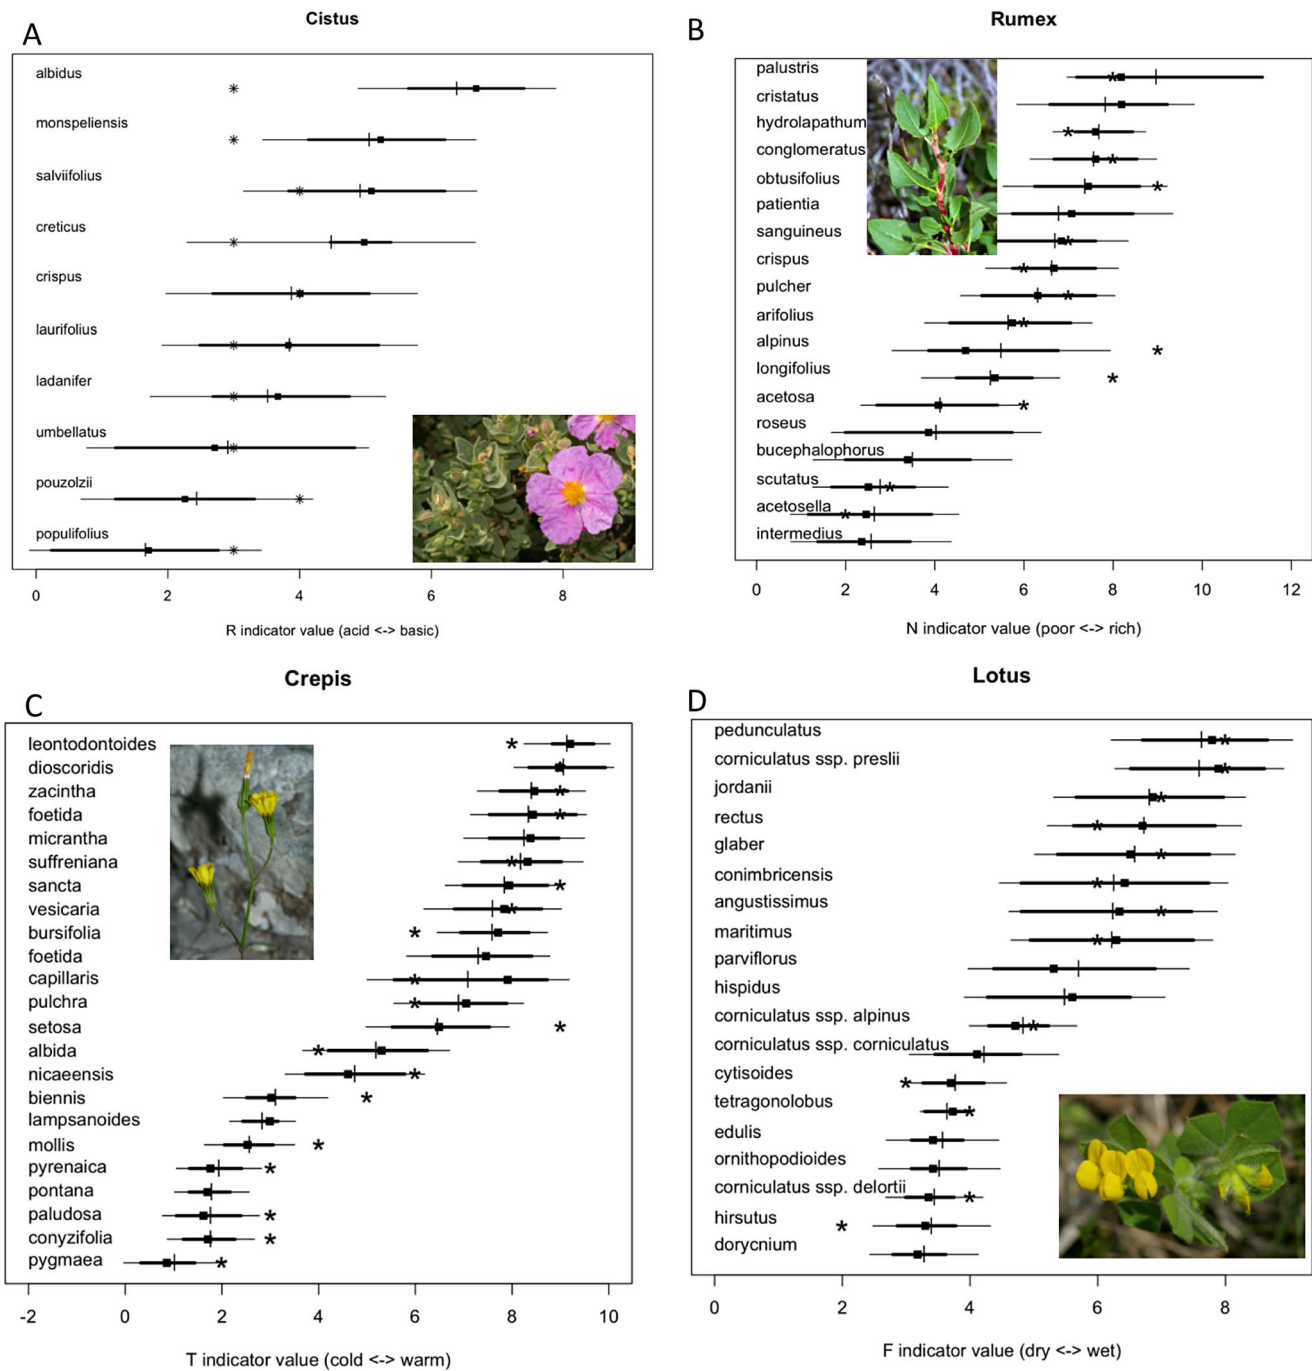 A
Cistus
albidus
monspeliensis
salviifolius
creticus
crispus
laurifolius
ladanifer
umbellatus
pouzolzii
populifolius
0 2 4 6 8
R indicator value (acid <-> basic)
B
Rumex
palustris
cristatus
hydrolapathum
conglomeratus
obtusifolius
patientia
sanguineus
crispus
pulcher
arifolius
alpinus
longifolius
acetosa
roseus
bucephalophorus
scutatus
acetosella
intermedius
0 2 4 6 8 10 12
N indicator value (poor <-> rich)
C
Crepis
leontodontoides
dioscoridis
zacintha
foetida
micrantha
suffreniana
sancta
vesicaria
bursifolia
foetida
capillaris
pulchra
setosa
albida
nicaeensis
biennis
lampsanoides
mollis
pyrenaica
pontana
paludosa
conyzifolia
pygmaea
-2 0 2 4 6 8 10
T indicator value (cold <-> warm)
D
Lotus
pedunculatus
corniculatus ssp. preslii
jordanii
rectus
glaber
conimbricensis
angustissimus
maritimus
parviflorus
hispidus
corniculatus ssp. alpinus
corniculatus ssp. corniculatus
cytisoides
tetragonolobus
edulis
ornithopodioides
corniculatus ssp. delortii
hirsutus
dorycnium
0 2 4 6 8
F indicator value (dry <-> wet)